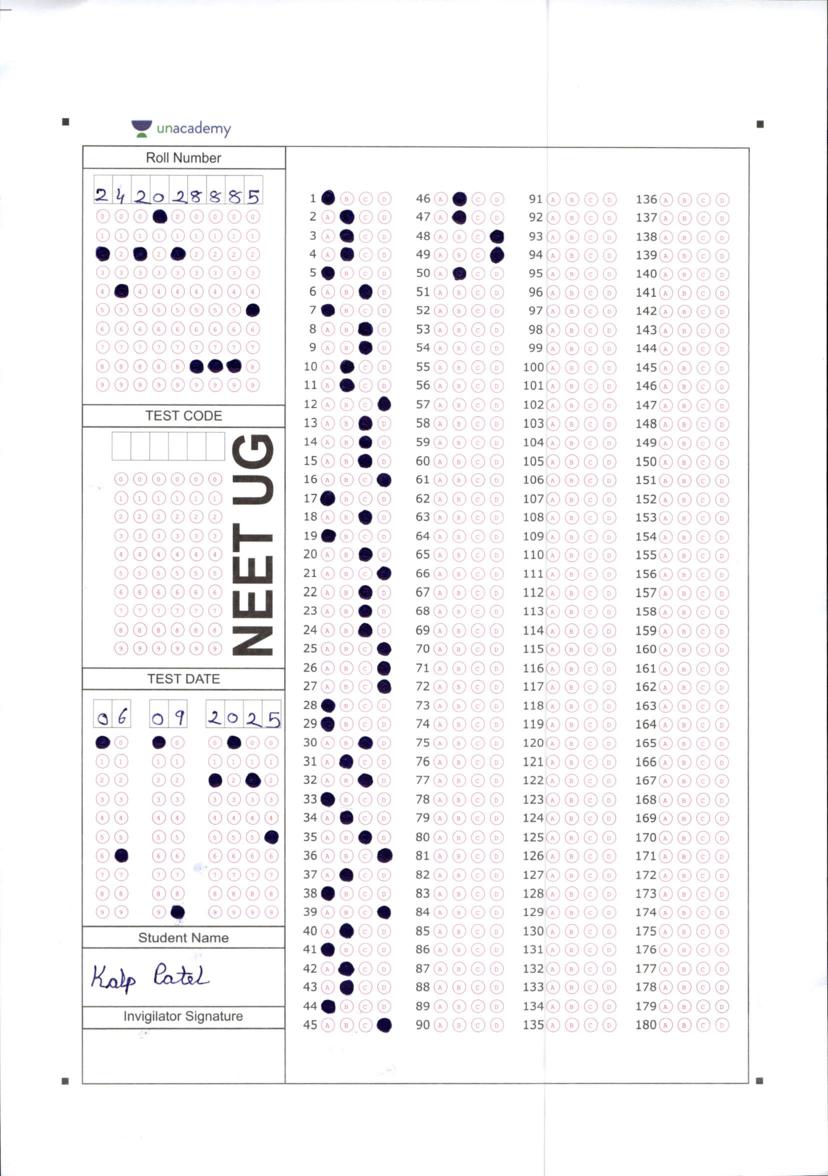 unacademy
Roll Number
2 4 2 0 2 8 8 8 5
TEST CODE
NEET UG
TEST DATE
0 6 0 9 2 0 2 5
Student Name
Kalp Patel
Invigilator Signature
1 B C D 46 A C D 91 A B C D 136 A B C D
2 A C D 47 A C D 92 A B C D 137 A B C D
3 A C D 48 A B C 93 A B C D 138 A B C D
4 A C D 49 A B C 94 A B C D 139 A B C D
5 B C D 50 A C D 95 A B C D 140 A B C D
6 A B D 51 A B C D 96 A B C D 141 A B C D
7 B C D 52 A B C D 97 A B C D 142 A B C D
8 A B D 53 A B C D 98 A B C D 143 A B C D
9 A B D 54 A B C D 99 A B C D 144 A B C D
10 A C D 55 A B C D 100 A B C D 145 A B C D
11 A C D 56 A B C D 101 A B C D 146 A B C D
12 A B C 57 A B C D 102 A B C D 147 A B C D
13 A B D 58 A B C D 103 A B C D 148 A B C D
14 A B D 59 A B C D 104 A B C D 149 A B C D
15 A B D 60 A B C D 105 A B C D 150 A B C D
16 A B C 61 A B C D 106 A B C D 151 A B C D
17 B C D 62 A B C D 107 A B C D 152 A B C D
18 A B D 63 A B C D 108 A B C D 153 A B C D
19 B C D 64 A B C D 109 A B C D 154 A B C D
20 A B D 65 A B C D 110 A B C D 155 A B C D
21 A B C 66 A B C D 111 A B C D 156 A B C D
22 A B D 67 A B C D 112 A B C D 157 A B C D
23 A B D 68 A B C D 113 A B C D 158 A B C D
24 A B D 69 A B C D 114 A B C D 159 A B C D
25 A B C 70 A B C D 115 A B C D 160 A B C D
26 A B C 71 A B C D 116 A B C D 161 A B C D
27 A B C 72 A B C D 117 A B C D 162 A B C D
28 B C D 73 A B C D 118 A B C D 163 A B C D
29 B C D 74 A B C D 119 A B C D 164 A B C D
30 A B D 75 A B C D 120 A B C D 165 A B C D
31 A C D 76 A B C D 121 A B C D 166 A B C D
32 A B D 77 A B C D 122 A B C D 167 A B C D
33 B C D 78 A B C D 123 A B C D 168 A B C D
34 A C D 79 A B C D 124 A B C D 169 A B C D
35 A B D 80 A B C D 125 A B C D 170 A B C D
36 A B C 81 A B C D 126 A B C D 171 A B C D
37 A C D 82 A B C D 127 A B C D 172 A B C D
38 B C D 83 A B C D 128 A B C D 173 A B C D
39 A B C 84 A B C D 129 A B C D 174 A B C D
40 A C D 85 A B C D 130 A B C D 175 A B C D
41 B C D 86 A B C D 131 A B C D 176 A B C D
42 A C D 87 A B C D 132 A B C D 177 A B C D
43 A C D 88 A B C D 133 A B C D 178 A B C D
44 B C D 89 A B C D 134 A B C D 179 A B C D
45 A B C 90 A B C D 135 A B C D 180 A B C D